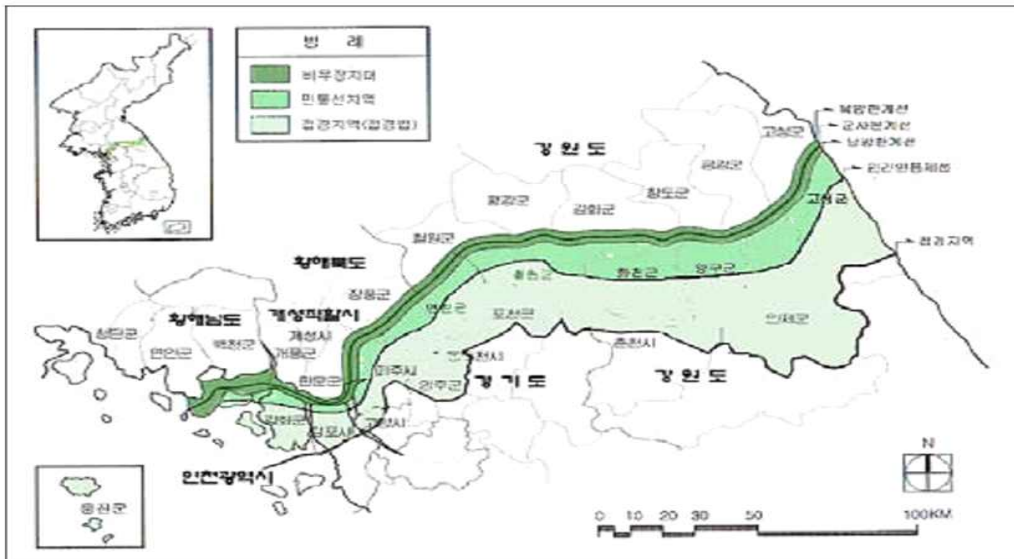 범 례
비무장지대
민통선지역
접경지역(접경법)
북방한계선
군사분계선
남방한계선
민간인통제선
접경지역
고성군
강원도
창도군
김화군
평강군
철원군
황해북도
장풍군
개성직할시
개성시
개풍군
황해남도
청단군
연안군
배천군
고성군
양구군
화천군
철원군
연천군
포천군
인제군
춘천시
동두천시
파주시
양주군
경기도
강원도
고양시
김포시
강화군
인천광역시
옹진군
N
0 10 20 30 50 100KM